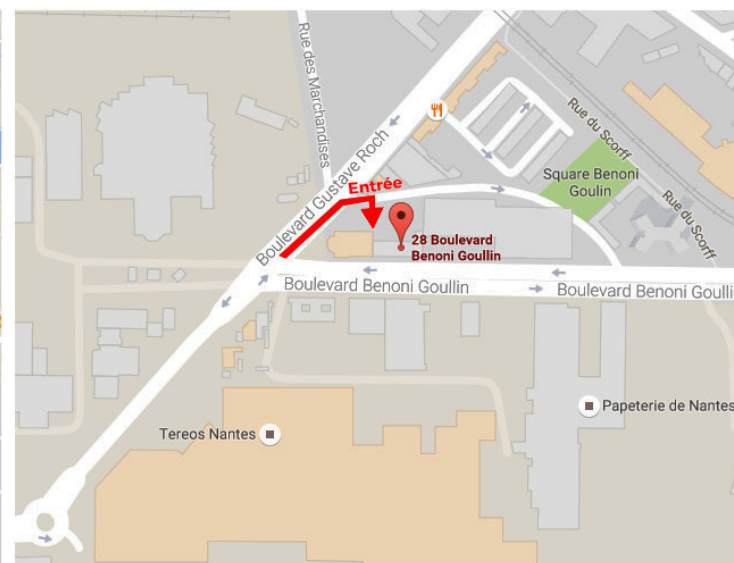 Rue des Marchandises
Boulevard Gustave Roch
Entrée
Rue du Scorff
Square Benoni
Goulin
Rue du Scorff
28 Boulevard
Benoni Goullin
Boulevard Benoni Goullin
Boulevard Benoni Goulli
Papeterie de Nantes
Tereos Nantes